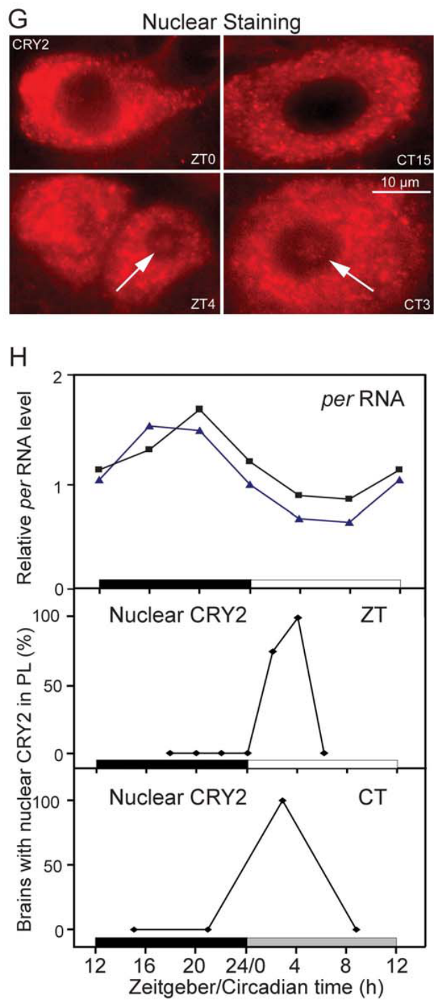 G
Nuclear Staining
CRY2
ZT0
CT15
10 µm
ZT4
CT3
H
2
per RNA
Relative per RNA level
1
0
Nuclear CRY2
ZT
100
50
0
Brains with nuclear CRY2 in PL (%)
Nuclear CRY2
CT
100
50
0
12 16 20 24/0 4 8 12
Zeitgeber/Circadian time (h)